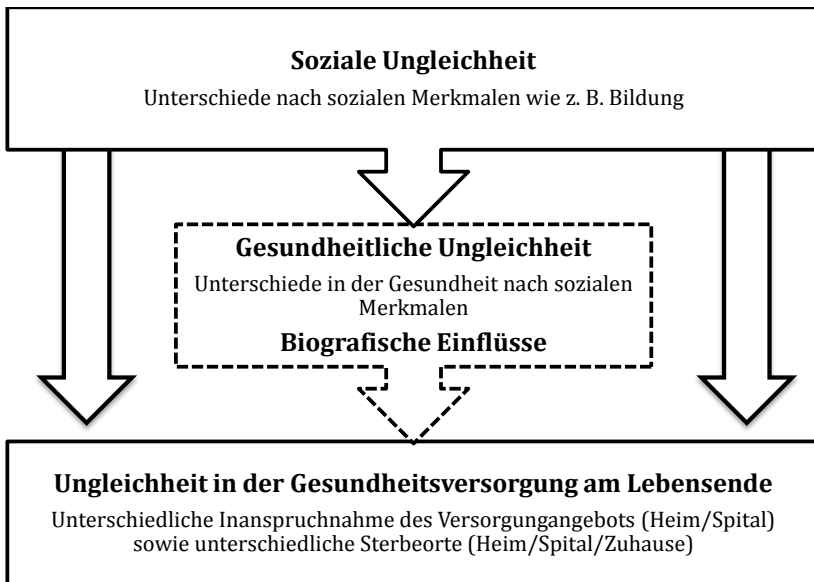 Soziale Ungleichheit
Unterschiede nach sozialen Merkmalen wie z. B. Bildung
Gesundheitliche Ungleichheit
Unterschiede in der Gesundheit nach sozialen
Merkmalen
Biografische Einflüsse
Ungleichheit in der Gesundheitsversorgung am Lebensende
Unterschiedliche Inanspruchnahme des Versorgungangebots (Heim/Spital)
sowie unterschiedliche Sterbeorte (Heim/Spital/Zuhause)